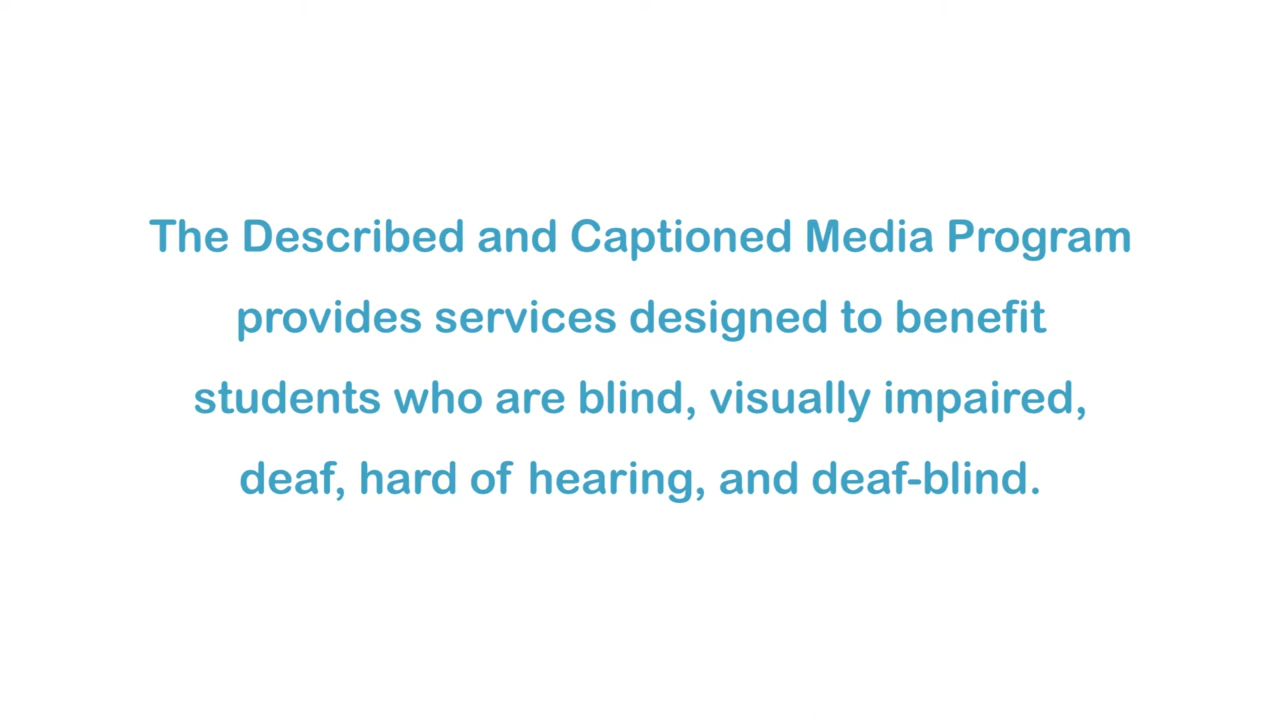 The Described and Captioned Media Program
provides services designed to benefit
students who are blind, visually impaired,
deaf, hard of hearing, and deaf-blind.